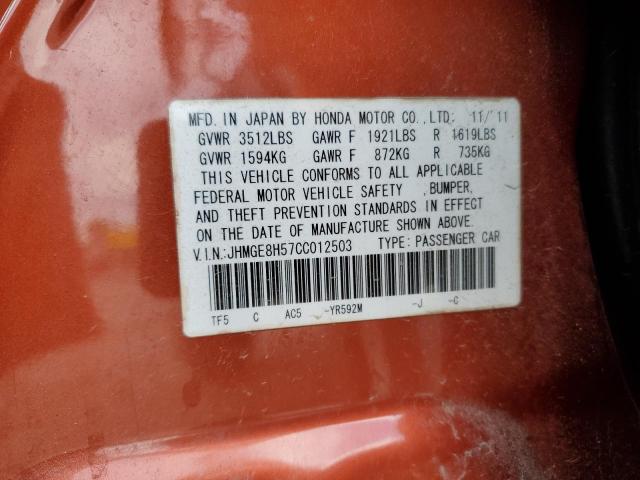 MFD. IN JAPAN BY HONDA MOTOR CO., LTD: 11/'11
GVWR 3512LBS GAWR F 1921LBS R 1619LBS
GVWR 1594KG GAWR F 872KG R 735KG
THIS VEHICLE CONFORMS TO ALL APPLICABLE
FEDERAL MOTOR VEHICLE SAFETY , BUMPER,
AND THEFT PREVENTION STANDARDS IN EFFECT
ON THE DATE OF MANUFACTURE SHOWN ABOVE.
V.I.N.:JHMGE8H57CC012503 TYPE: PASSENGER CAR
TF5 C AC5 -YR592M -J -C